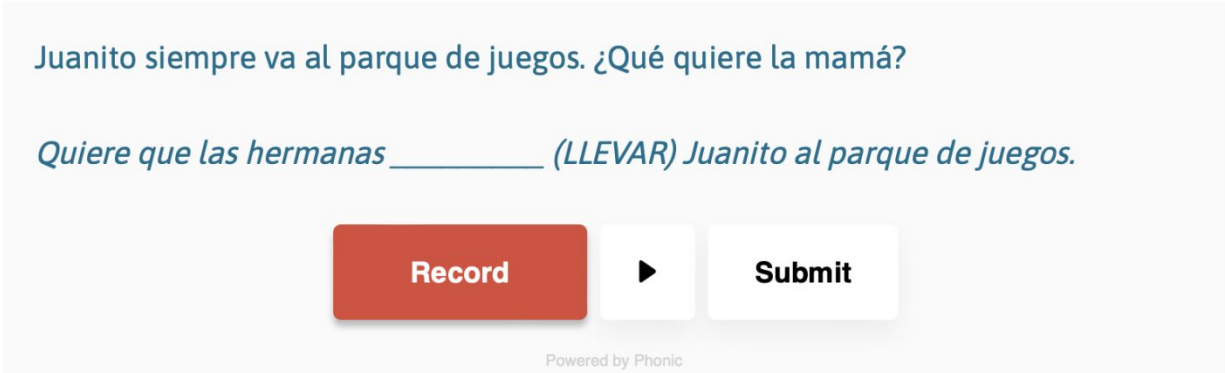 Juanito siempre va al parque de juegos. ¿Qué quiere la mamá?
Quiere que las hermanas __________ (LLEVAR) Juanito al parque de juegos.
Record
Submit
Powered by Phonic